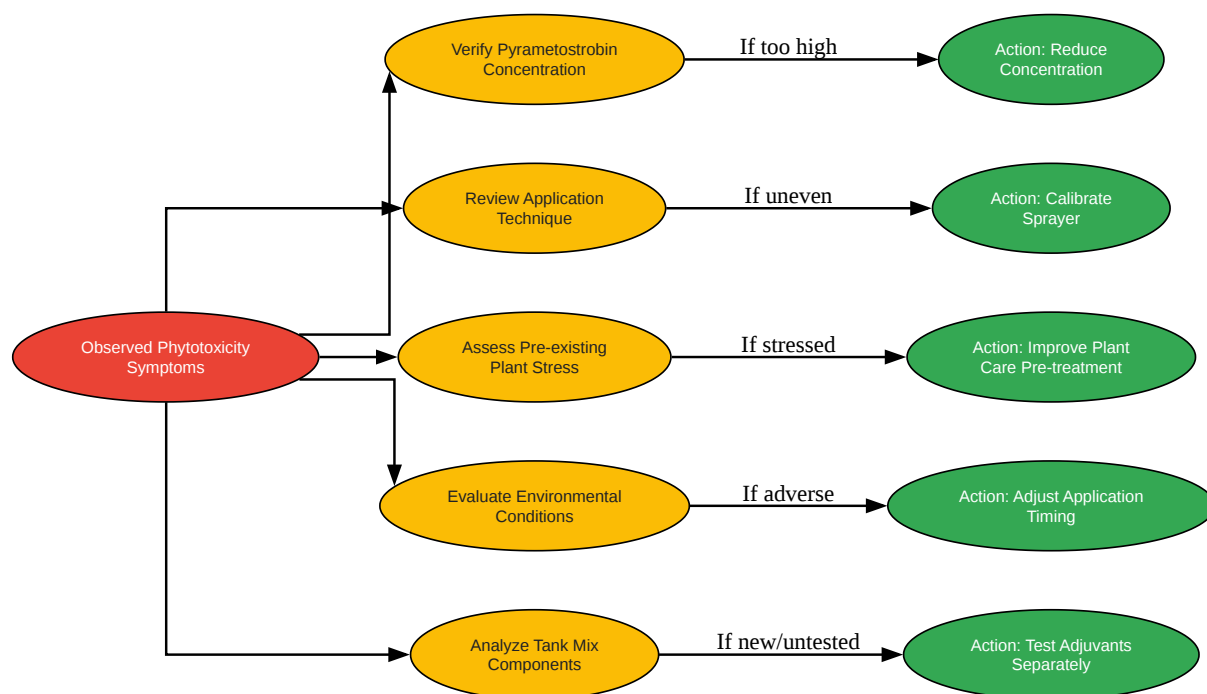 Verify Pyrametostrobin
Concentration
If too high
Action: Reduce
Concentration
Review Application
Technique
If uneven
Action: Calibrate
Sprayer
Observed Phytotoxicity
Symptoms
Assess Pre-existing
Plant Stress
If stressed
Action: Improve Plant
Care Pre-treatment
Evaluate Environmental
Conditions
If adverse
Action: Adjust Application
Timing
Analyze Tank Mix
Components
If new/untested
Action: Test Adjuvants
Separately